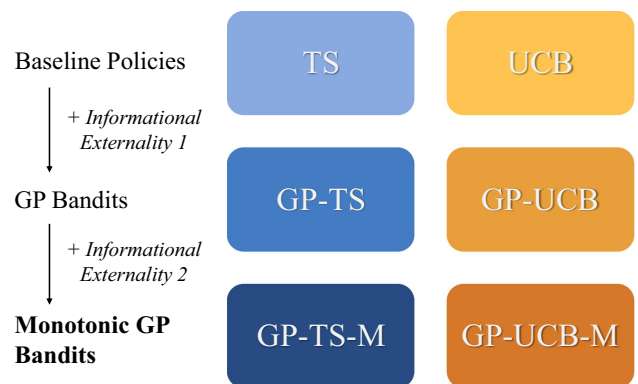 Baseline Policies
TS
UCB
+ Informational
Externality 1
GP Bandits
GP-TS
GP-UCB
+ Informational
Externality 2
Monotonic GP
Bandits
GP-TS-M
GP-UCB-M